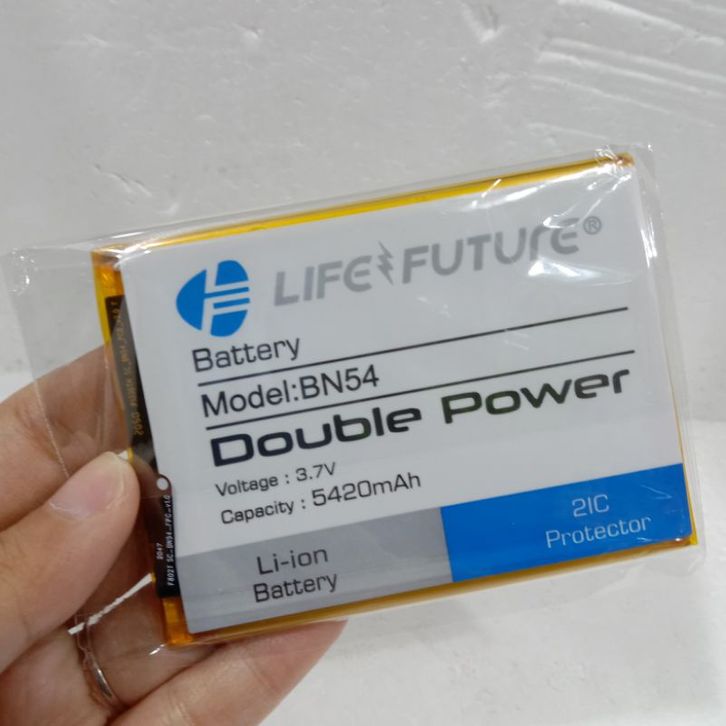 LIFE FUTURE®
Battery
Model:BN54
Double Power
Voltage : 3.7V
Capacity : 5420mAh
2IC
Protector
Li-ion
Battery